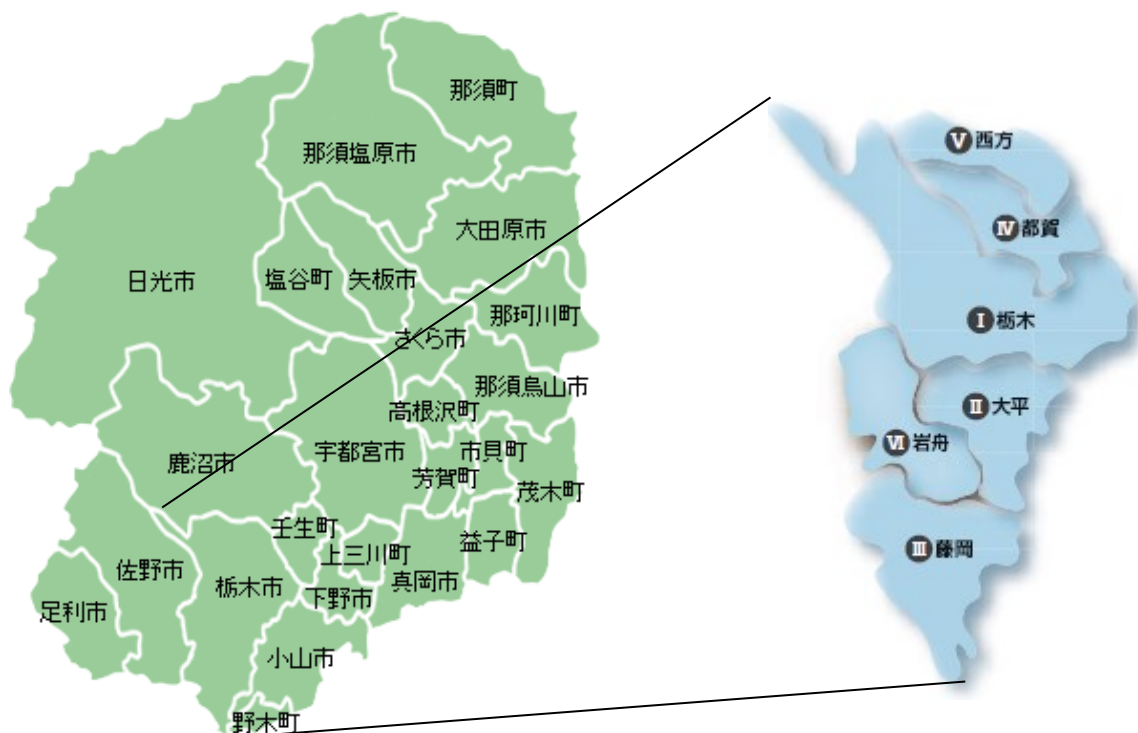 那須町
那須塩原市
大田原市
日光市
塩谷町
矢板市
那珂川町
さくら市
那須烏山市
高根沢町
鹿沼市
宇都宮市
市貝町
芳賀町
茂木町
壬生町
上三川町
益子町
佐野市
栃木市
真岡市
下野市
足利市
小山市
野木町
Ⅴ 西方
Ⅳ 都賀
Ⅰ 栃木
Ⅱ 大平
Ⅵ 岩舟
Ⅲ 藤岡